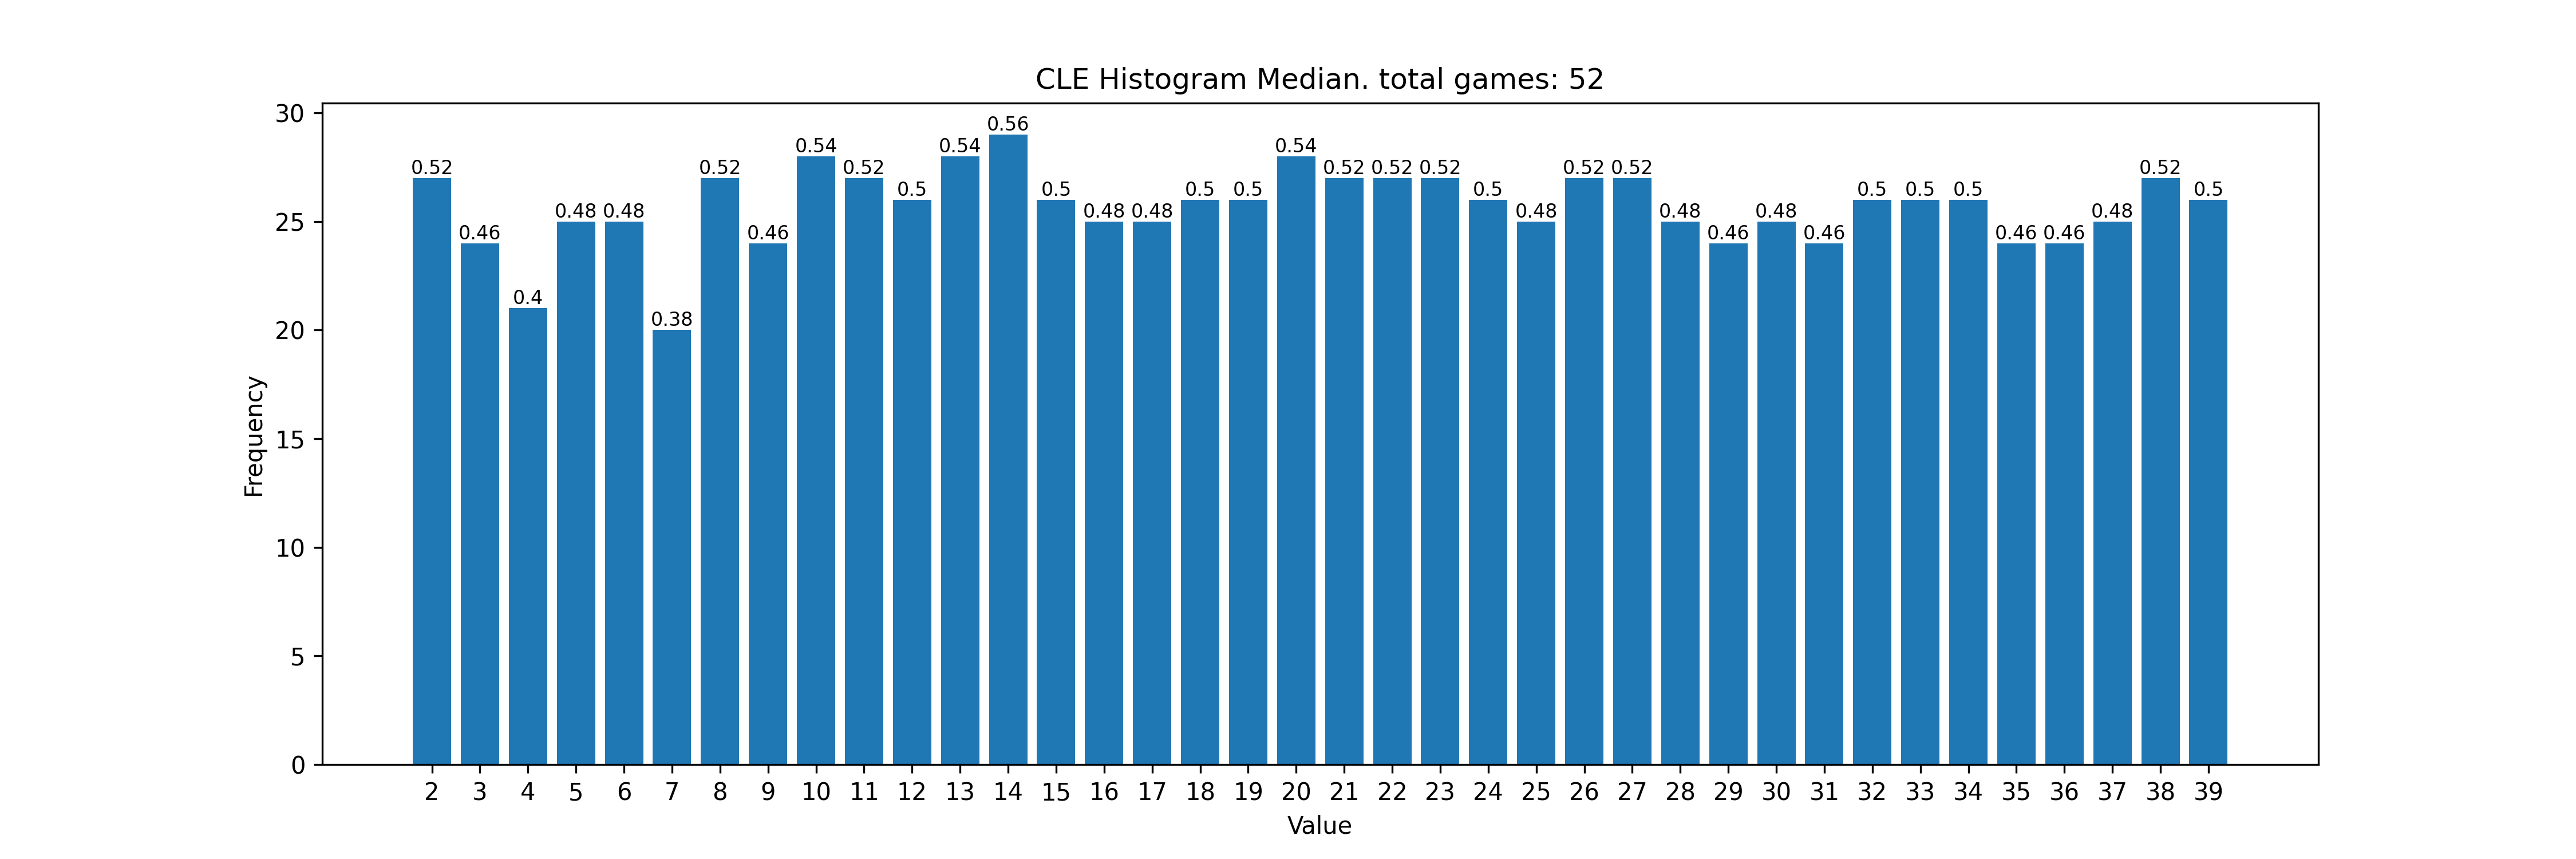 CLE Histogram Median. total games: 52
30
25
20
15
10
5
0
Frequency
0.52 0.46 0.4 0.48 0.48 0.38 0.52 0.46 0.54 0.52 0.5 0.54 0.56 0.5 0.48 0.48 0.5 0.5 0.54 0.52 0.52 0.52 0.5 0.48 0.52 0.52 0.48 0.46 0.48 0.46 0.5 0.5 0.5 0.46 0.46 0.48 0.52 0.5
2 3 4 5 6 7 8 9 10 11 12 13 14 15 16 17 18 19 20 21 22 23 24 25 26 27 28 29 30 31 32 33 34 35 36 37 38 39
Value